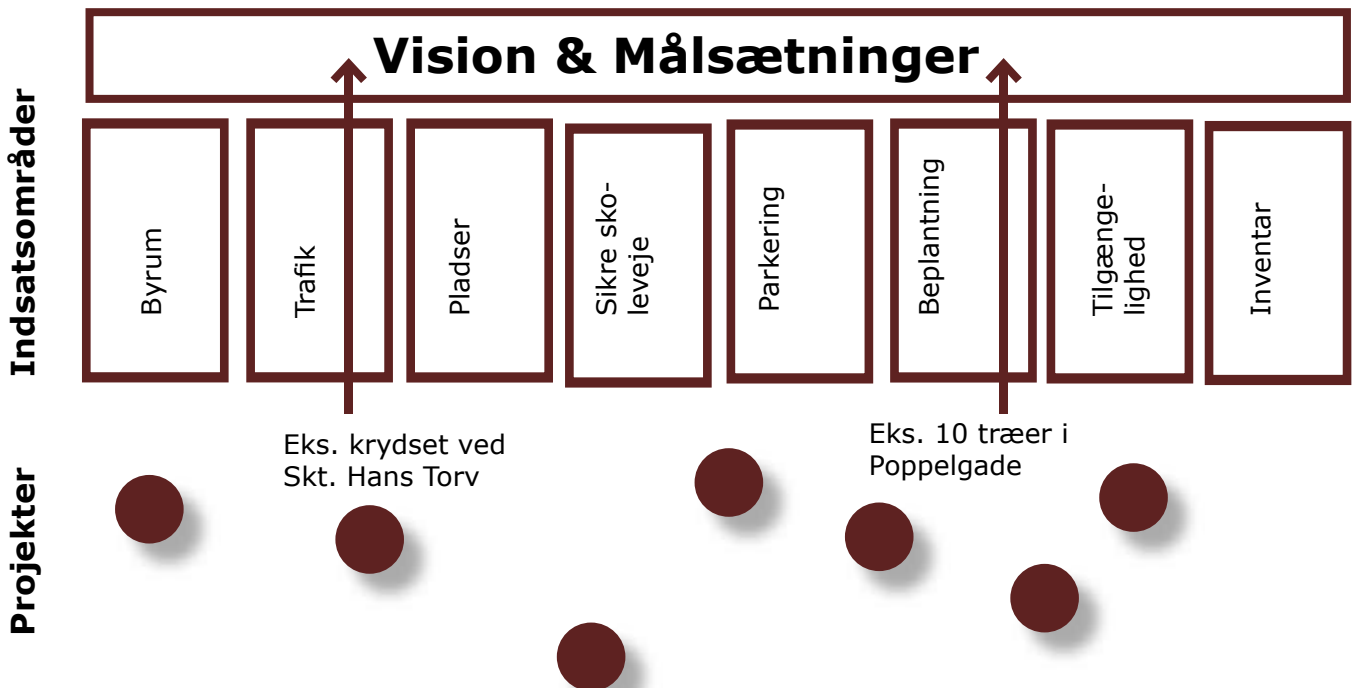 Vision & Målsætninger
Indsatsområder
Byrum
Trafik
Pladser
Sikre sko-
leveje
Parkering
Beplantning
Tilgænge-
lighed
Inventar
Eks. krydset ved
Skt. Hans Torv
Eks. 10 træer i
Poppelgade
Projekter